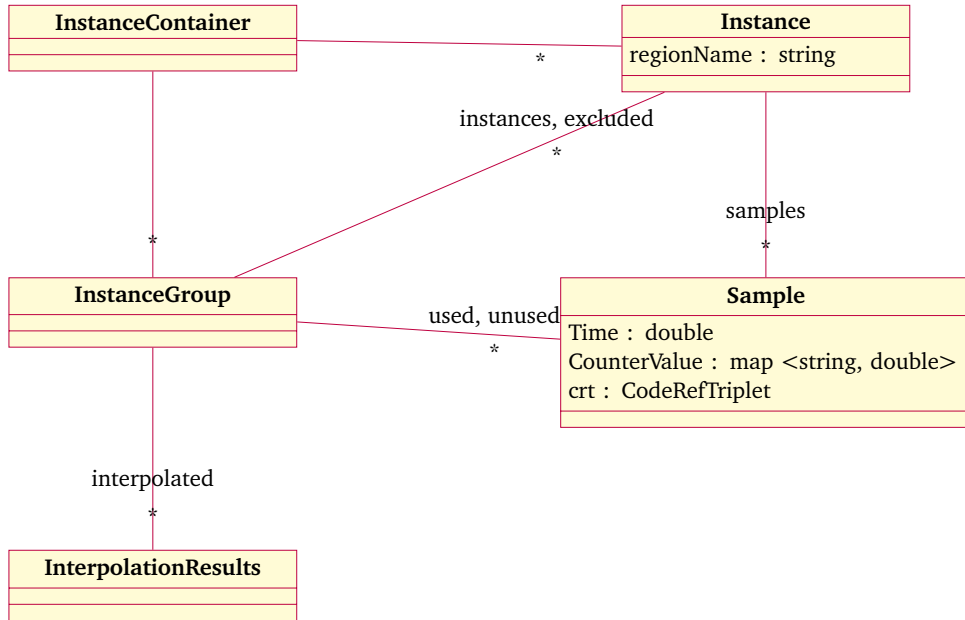 InstanceContainer
Instance
regionName : string
*
instances, excluded
*
samples
*
*
InstanceGroup
Sample
used, unused
*
Time : double
CounterValue : map <string, double>
crt : CodeRefTriplet
interpolated
*
InterpolationResults